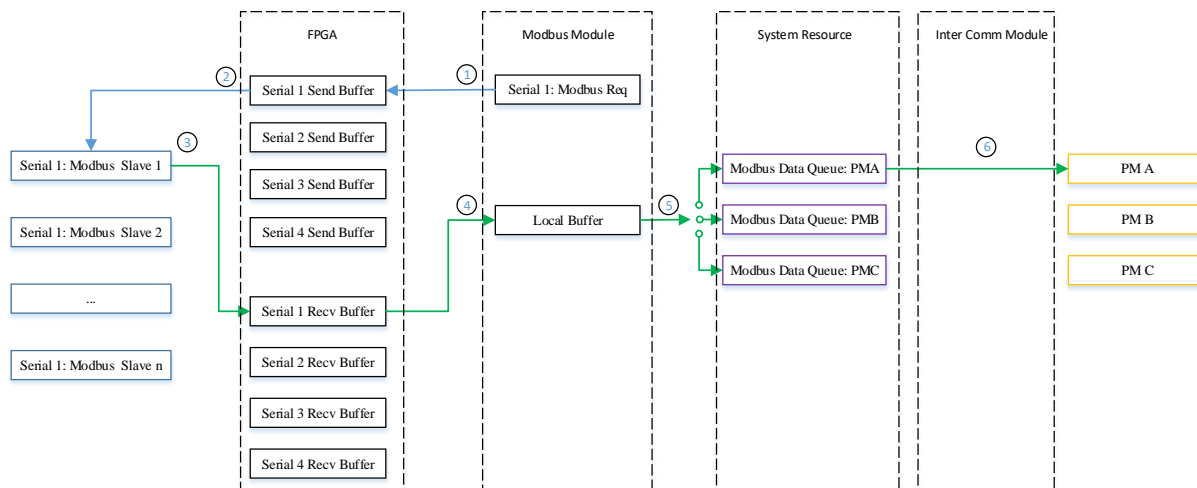 FPGA
Modbus Module
System Resource
Inter Comm Module
2
1
Serial 1 Send Buffer
Serial 1: Modbus Req
Serial 2 Send Buffer
3
6
Serial 1: Modbus Slave 1
Modbus Data Queue: PMA
PM A
Serial 3 Send Buffer
4
5
Serial 1: Modbus Slave 2
Serial 4 Send Buffer
Local Buffer
Modbus Data Queue: PMB
PM B
Modbus Data Queue: PMC
PM C
...
Serial 1 Recv Buffer
Serial 1: Modbus Slave n
Serial 2 Recv Buffer
Serial 3 Recv Buffer
Serial 4 Recv Buffer